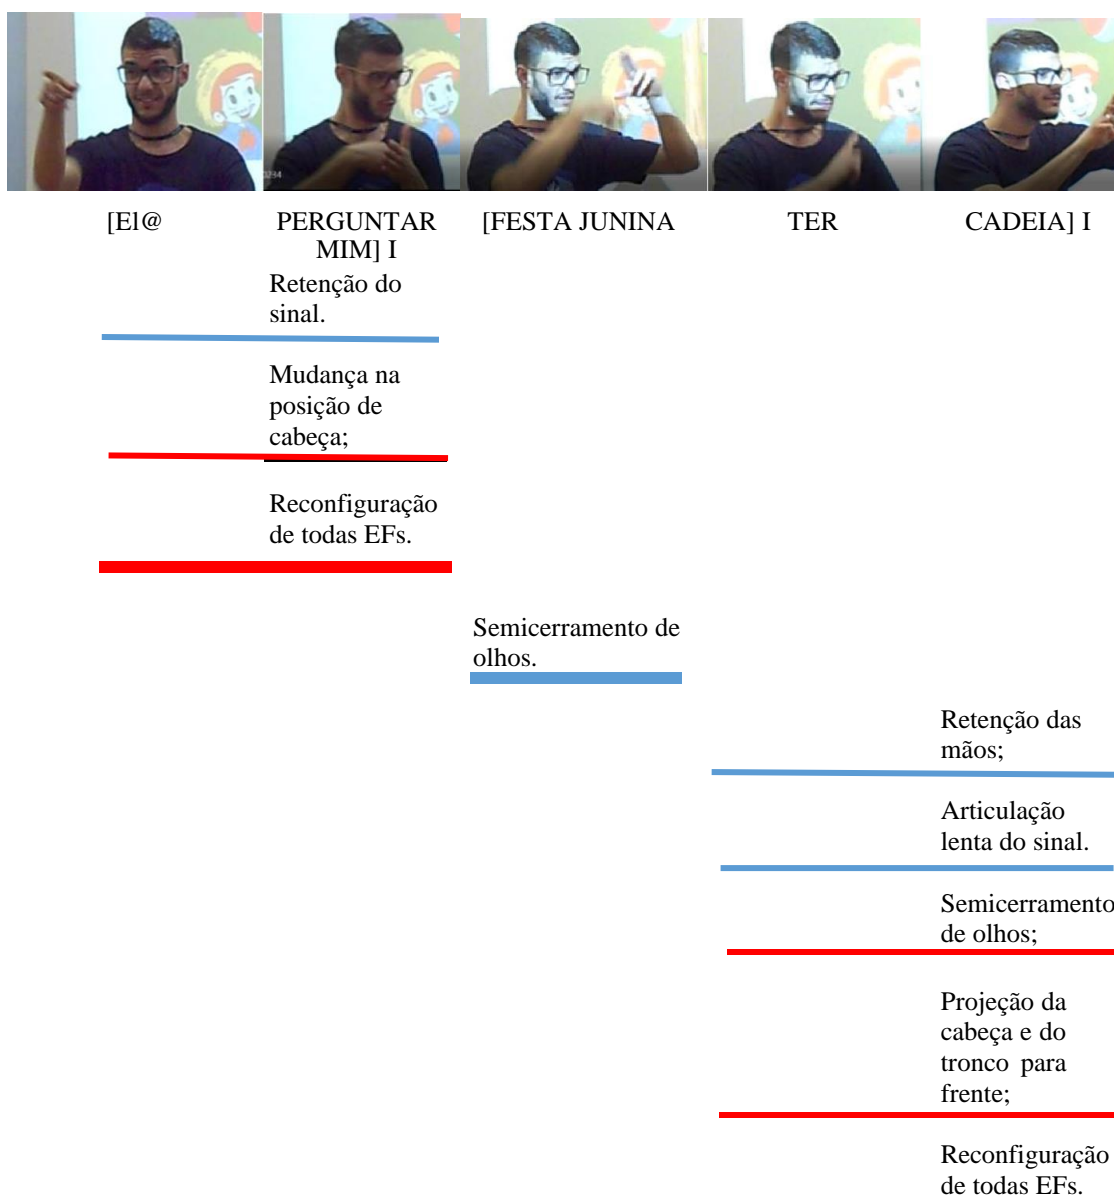 [El@ PERGUNTAR [FESTA JUNINA TER CADEIA] I
MIM] I
Retenção do
sinal.
Mudança na
posição de
cabeça;
Reconfiguração
de todas EFs.
Semicerramento de
olhos.
Retenção das
mãos;
Articulação
lenta do sinal.
Semicerramento
de olhos;
Projeção da
cabeça e do
tronco para
frente;
Reconfiguração
de todas EFs.